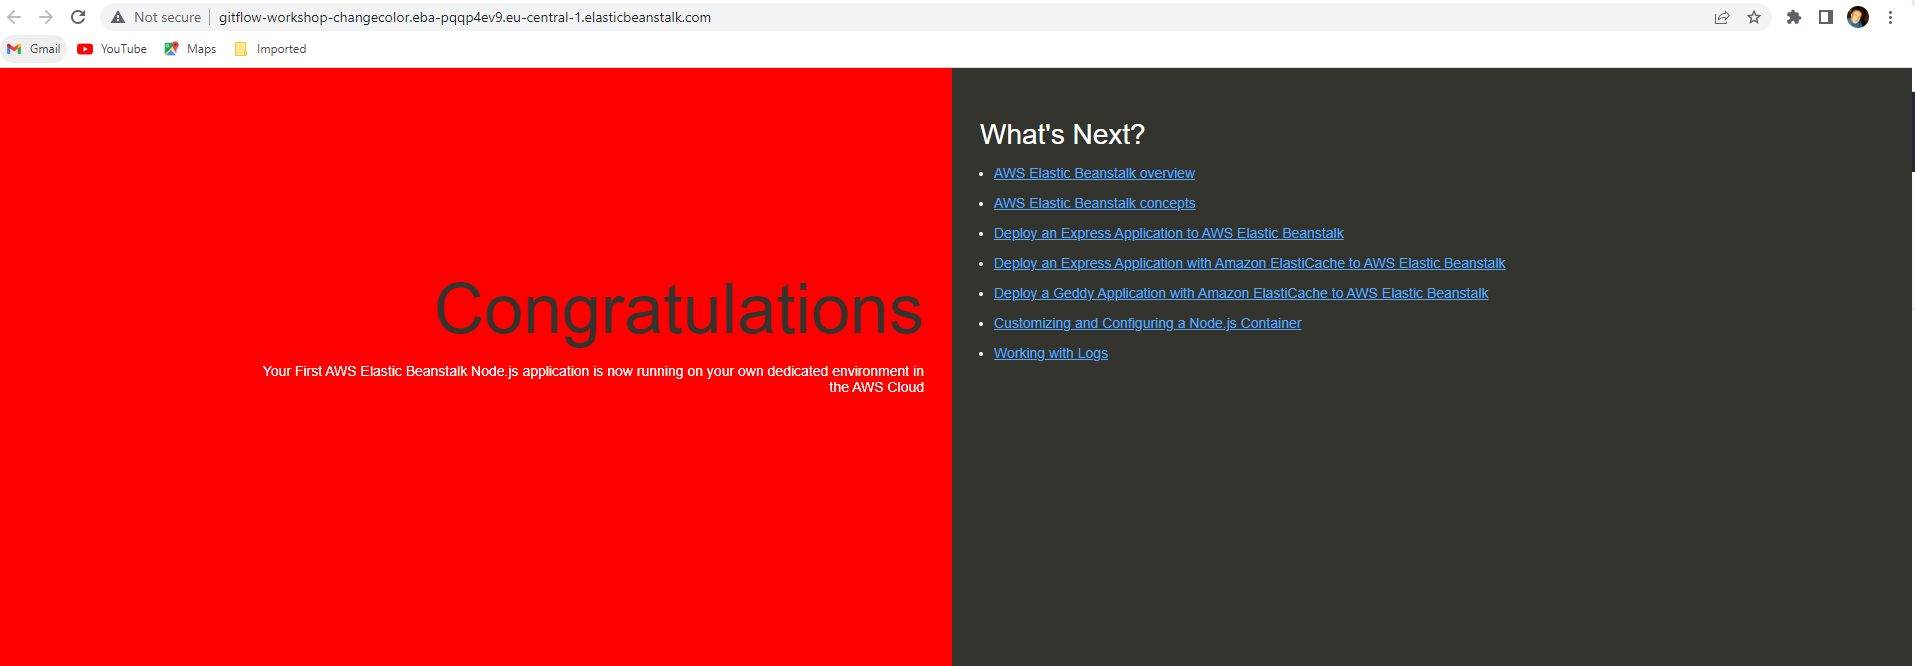 Not secure gitflow-workshop-changecolor.eba-pqqp4ev9.eu-central-1.elasticbeanstalk.com
Gmail YouTube Maps Imported
Congratulations
Your First AWS Elastic Beanstalk Node.js application is now running on your own dedicated environment in
the AWS Cloud
What's Next?
AWS Elastic Beanstalk overview
AWS Elastic Beanstalk concepts
Deploy an Express Application to AWS Elastic Beanstalk
Deploy an Express Application with Amazon ElastiCache to AWS Elastic Beanstalk
Deploy a Geddy Application with Amazon ElastiCache to AWS Elastic Beanstalk
Customizing and Configuring a Node.js Container
Working with Logs